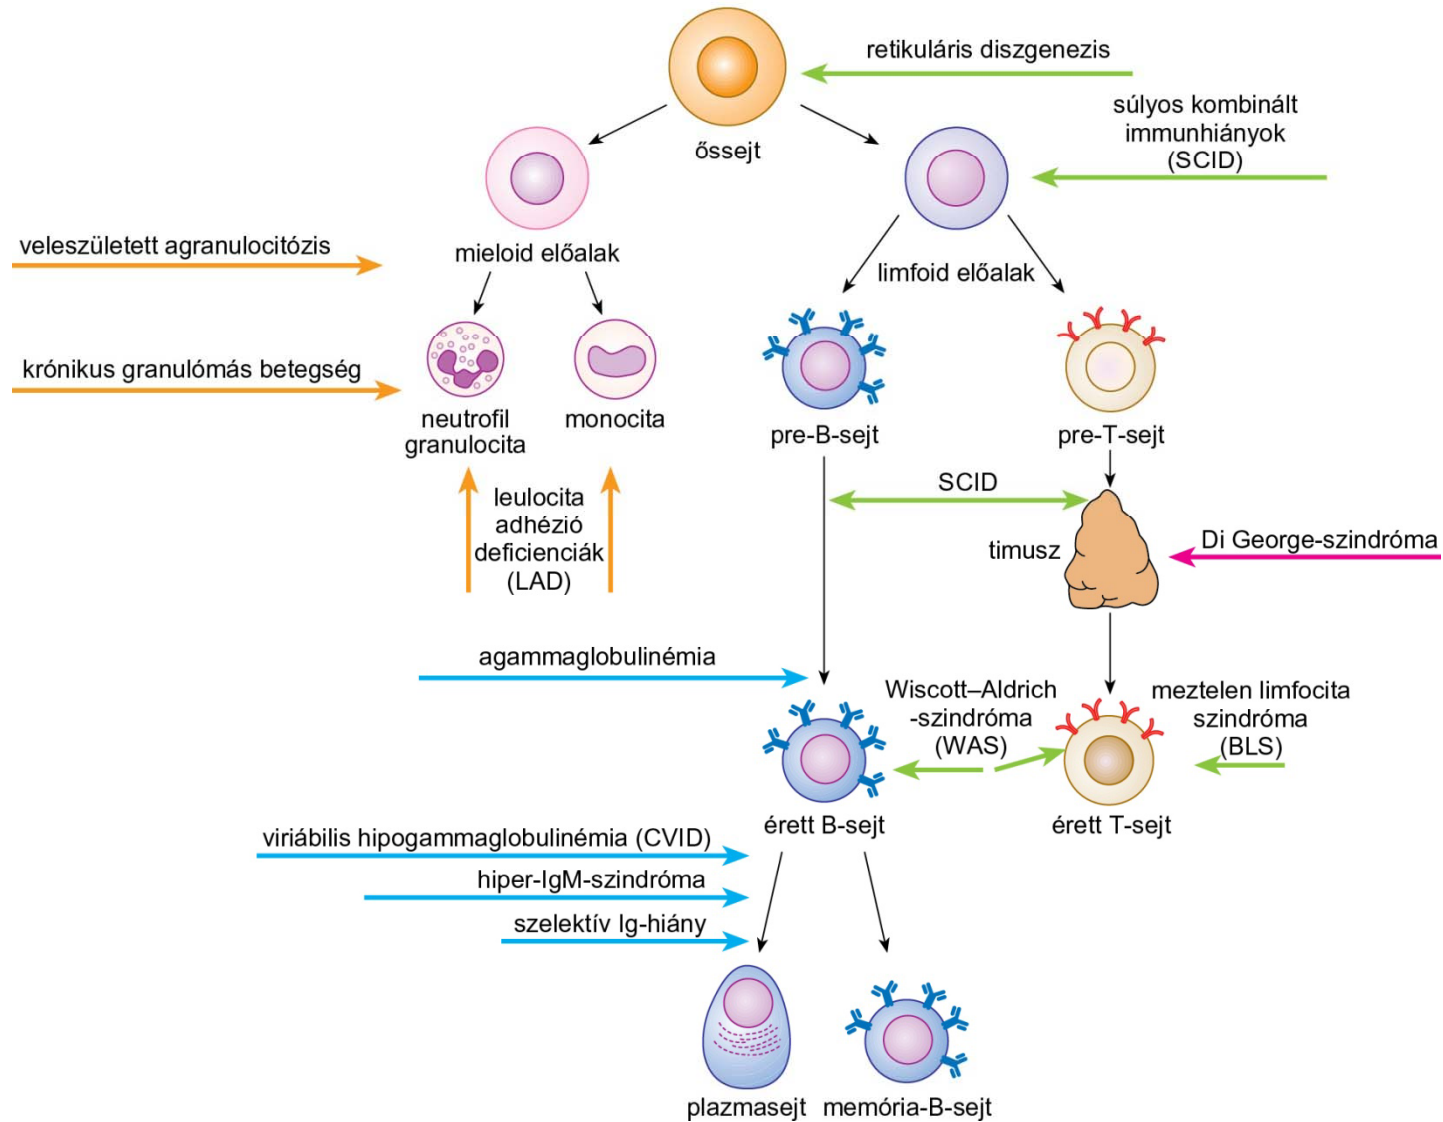 retikuláris diszgenezis
súlyos kombinált
immunhiányok
(SCID)
őssejt
veleszületett agranulocitózis
mieloid előalak
limfoid előalak
krónikus granulómás betegség
neutrofil
granulocita
monocita
pre-B-sejt
pre-T-sejt
leulocita
adhézió
deficienciák
(LAD)
SCID
timusz
Di George-szindróma
agammaglobulinémia
Wiscott–Aldrich
-szindróma
(WAS)
meztelen limfocita
szindróma
(BLS)
érett B-sejt
érett T-sejt
viriábilis hipogammaglobulinémia (CVID)
hiper-IgM-szindróma
szelektív Ig-hiány
plazmasejt
memória-B-sejt